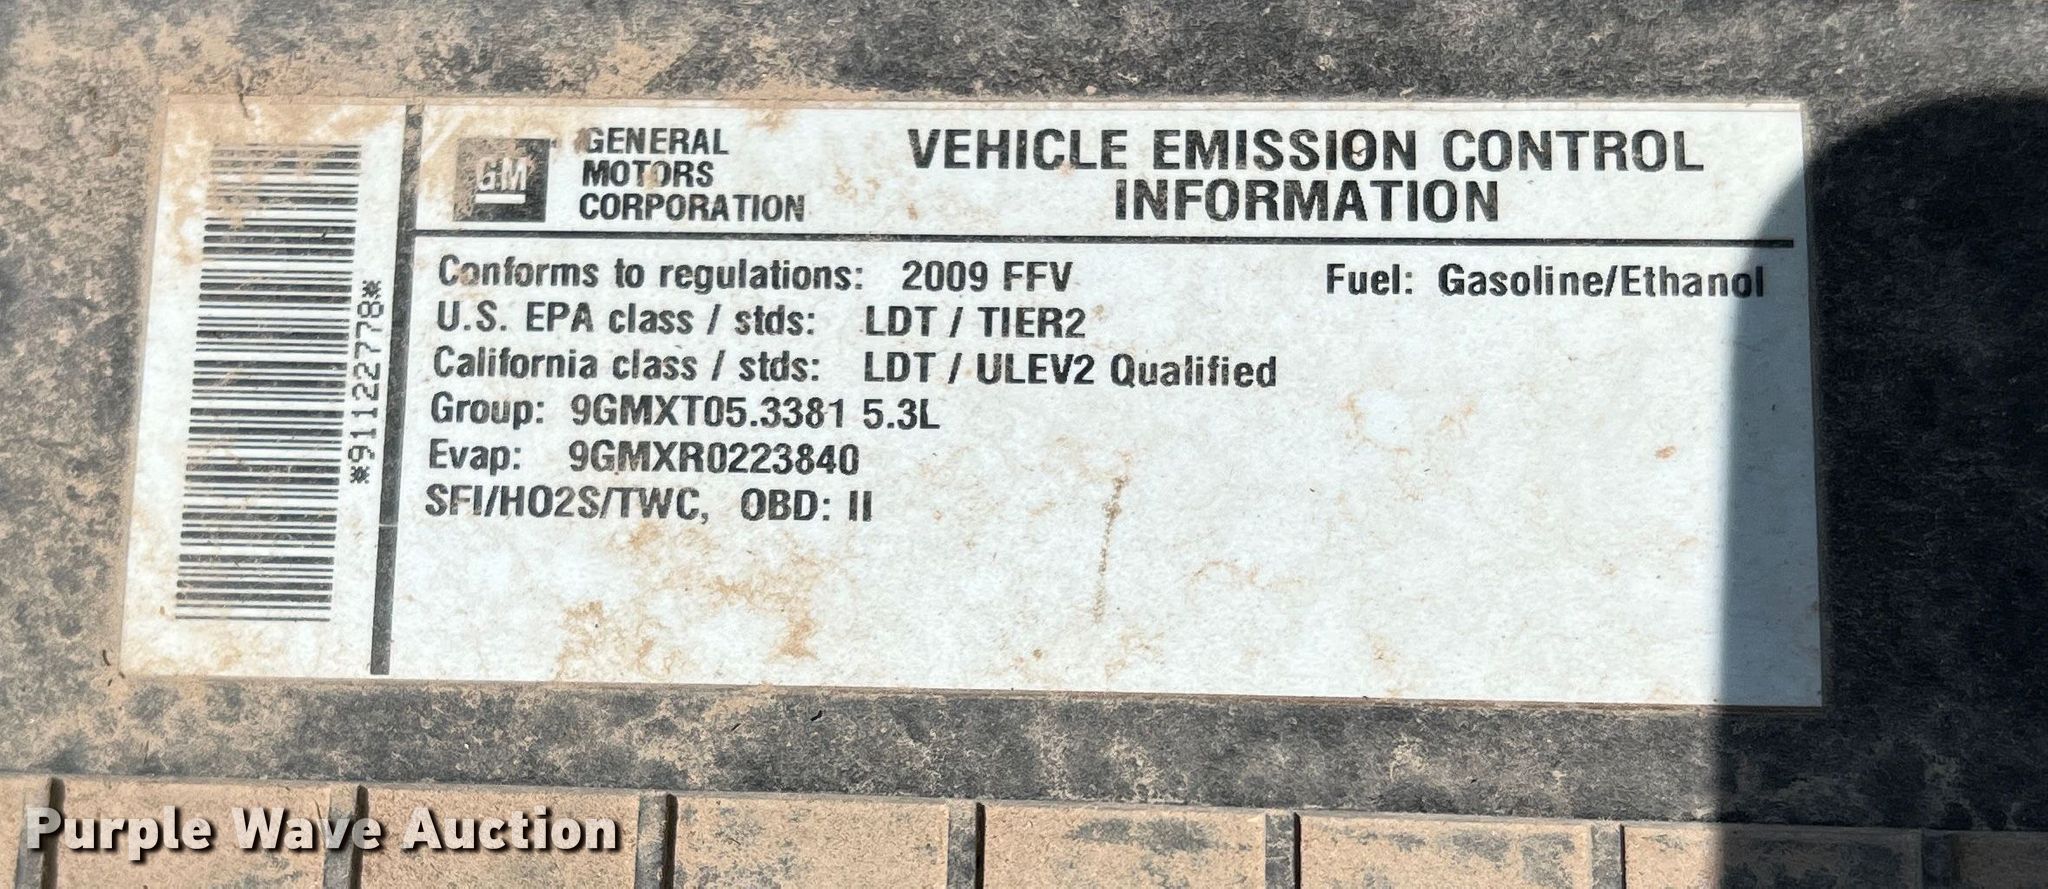 GM
GENERAL
MOTORS
CORPORATION
VEHICLE EMISSION CONTROL
INFORMATION
Conforms to regulations: 2009 FFV
Fuel: Gasoline/Ethanol
U.S. EPA class / stds: LDT / TIER2
California class / stds: LDT / ULEV2 Qualified
Group: 9GMXT05.3381 5.3L
Evap: 9GMXR0223840
SFI/HO2S/TWC, OBD: II
*91122778*
Purple Wave Auction